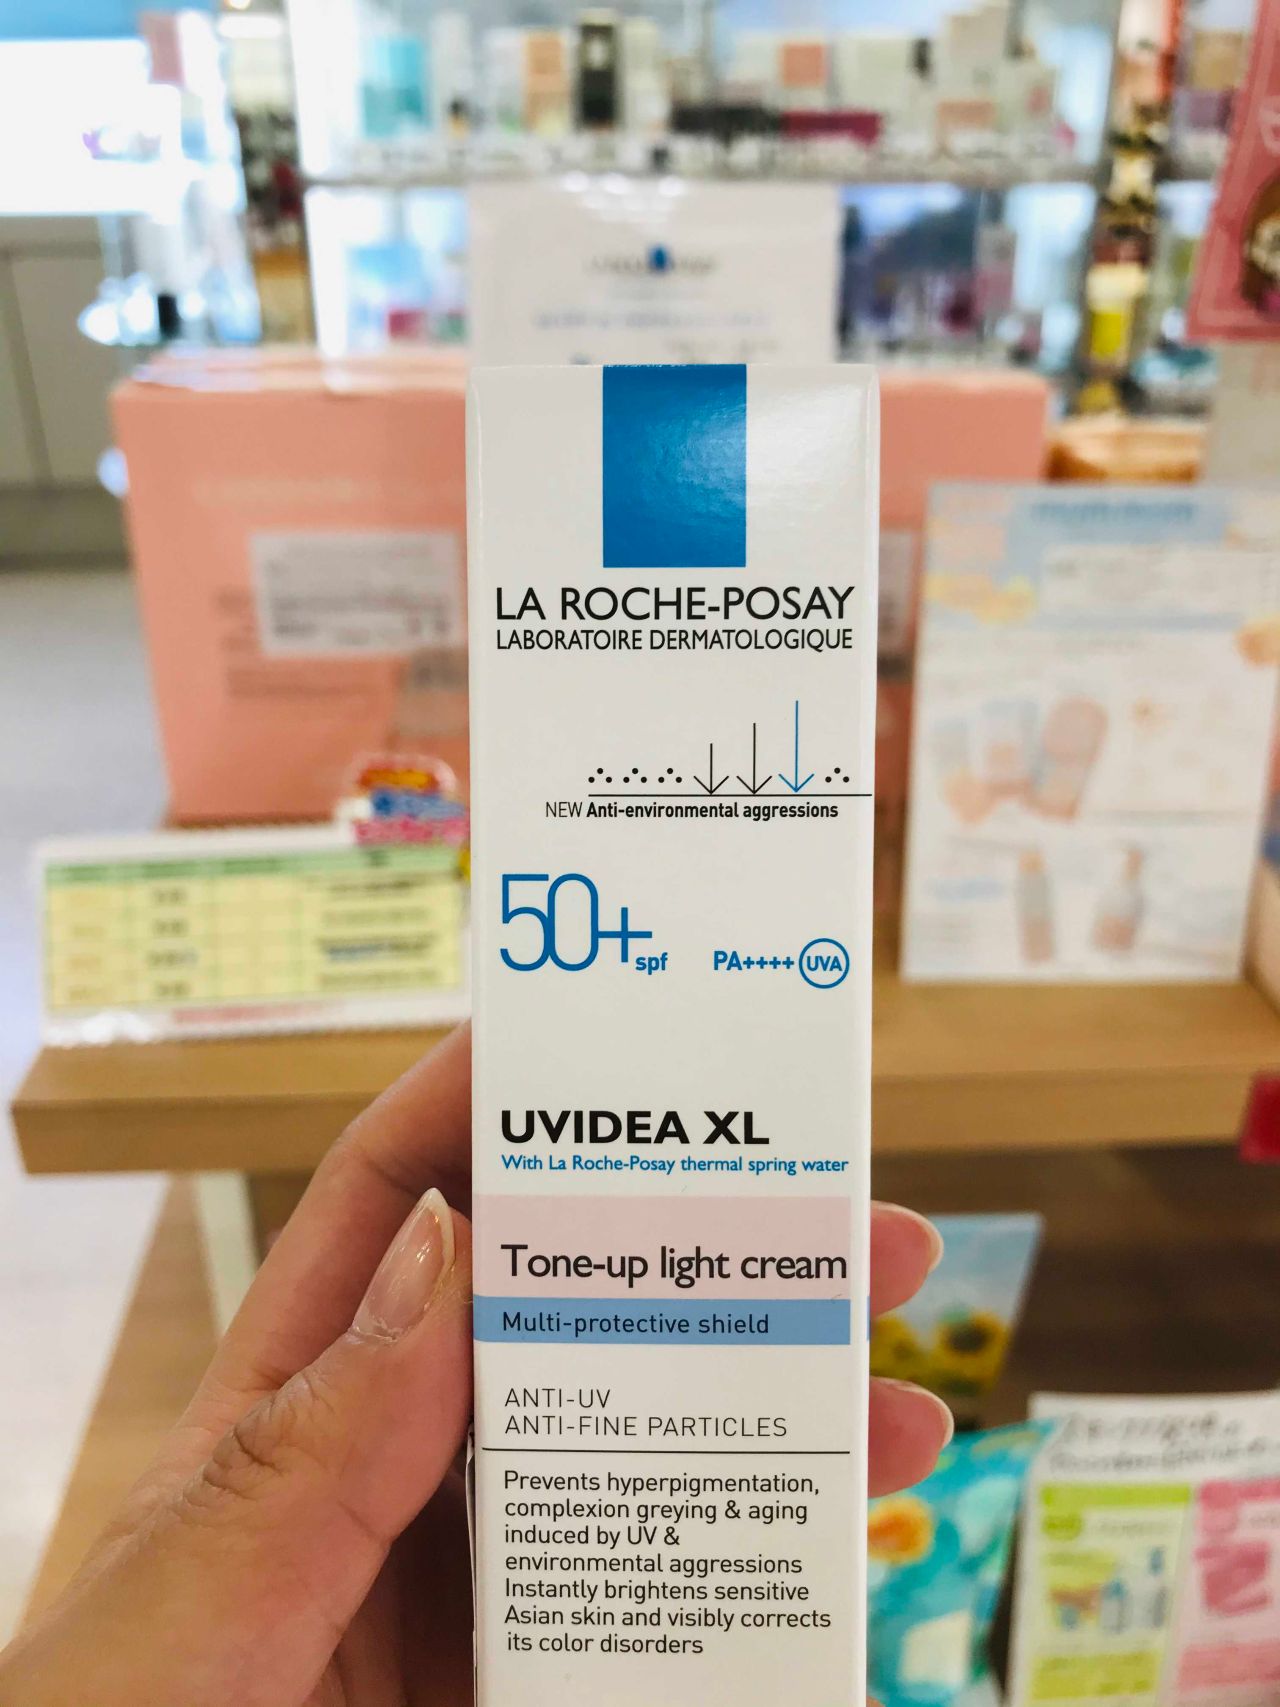 LA ROCHE-POSAY
LABORATOIRE DERMATOLOGIQUE
NEW Anti-environmental aggressions
50+ spf PA++++ UVA
UVIDEA XL
With La Roche-Posay thermal spring water
Tone-up light cream
Multi-protective shield
ANTI-UV
ANTI-FINE PARTICLES
Prevents hyperpigmentation,
complexion greying & aging
induced by UV &
environmental aggressions
Instantly brightens sensitive
Asian skin and visibly corrects
its color disorders